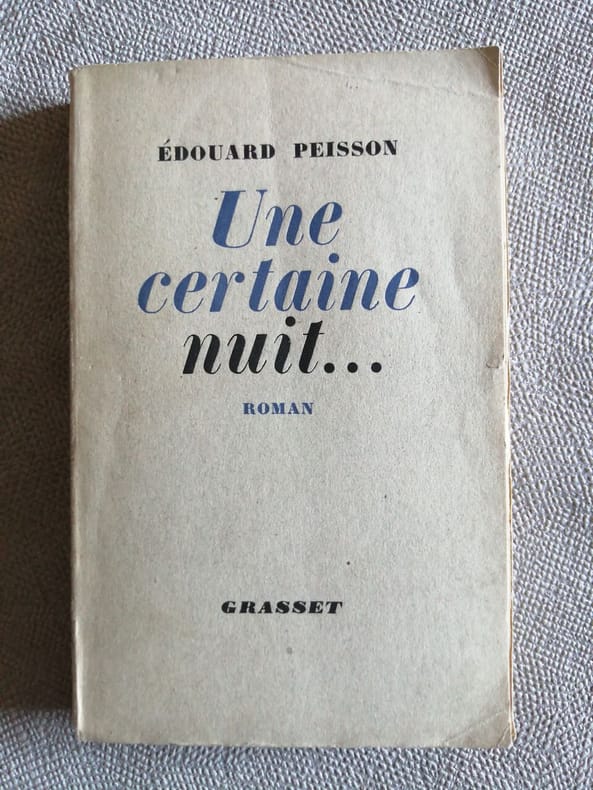 ÉDOUARD PEISSON
Une
certaine
nuit...
ROMAN
GRASSET